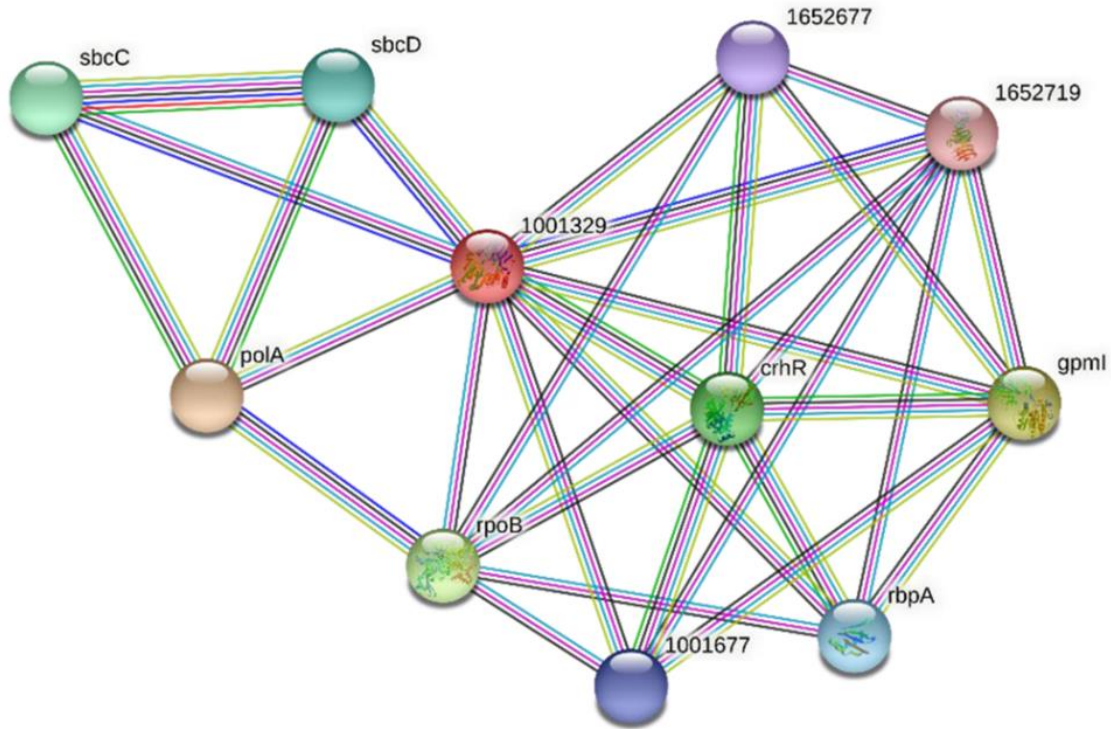 1652677
sbcD
sbcC
1652719
1001329
crhR
gpmI
polA
rpoB
rbpA
1001677